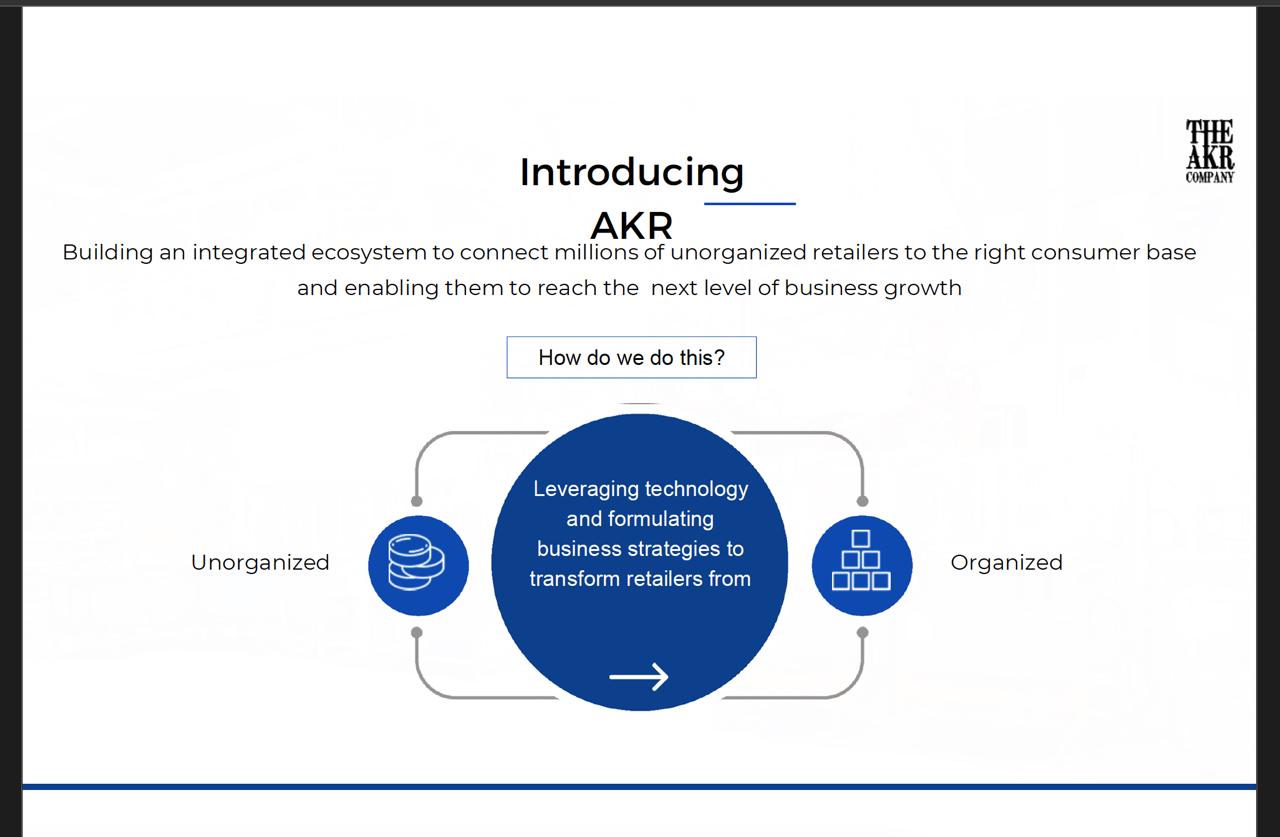 THE
AKR
COMPANY
Introducing
AKR
Building an integrated ecosystem to connect millions of unorganized retailers to the right consumer base
and enabling them to reach the  next level of business growth
How do we do this?
Leveraging technology
and formulating
business strategies to
transform retailers from
Unorganized
Organized